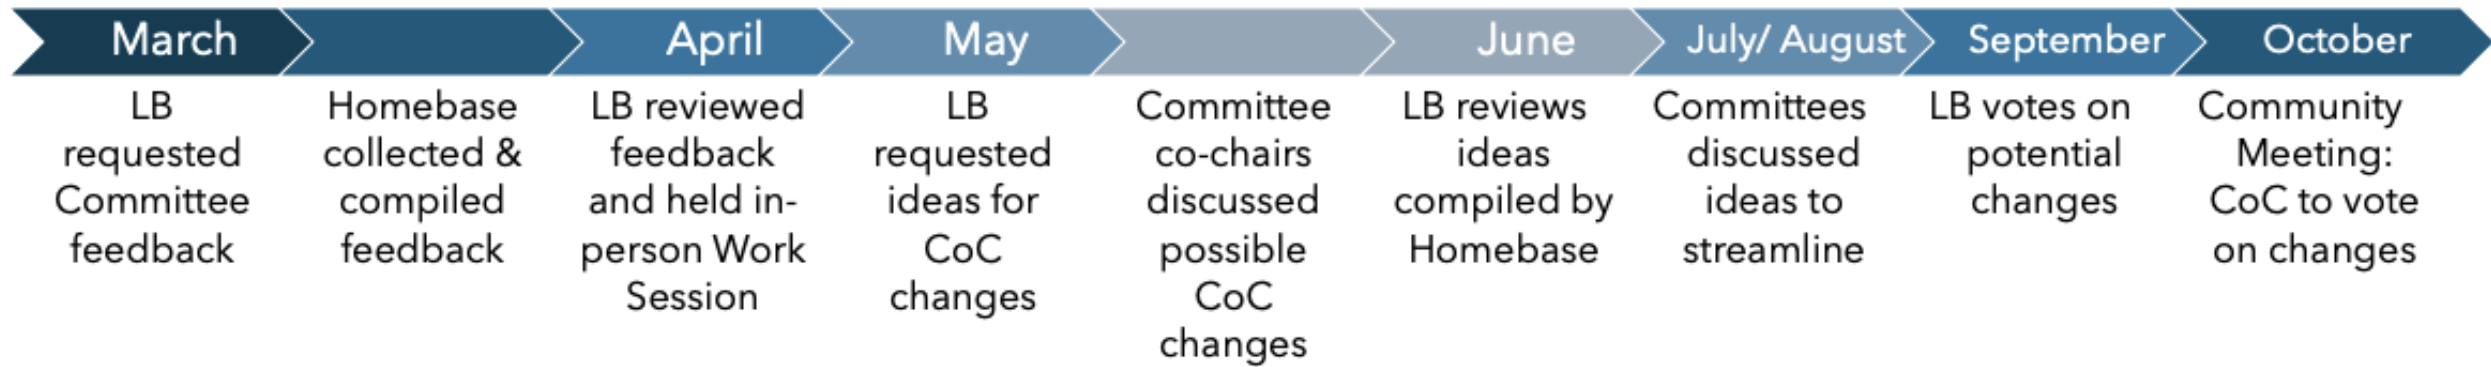 March
April
May
June
July/ August
September
October
LB
requested
Committee
feedback
Homebase
collected &
compiled
feedback
LB reviewed
feedback
and held in-
person Work
Session
LB
requested
ideas for
CoC
changes
Committee
co-chairs
discussed
possible
CoC
changes
LB reviews
ideas
compiled by
Homebase
Committees
discussed
ideas to
streamline
LB votes on
potential
changes
Community
Meeting:
CoC to vote
on changes